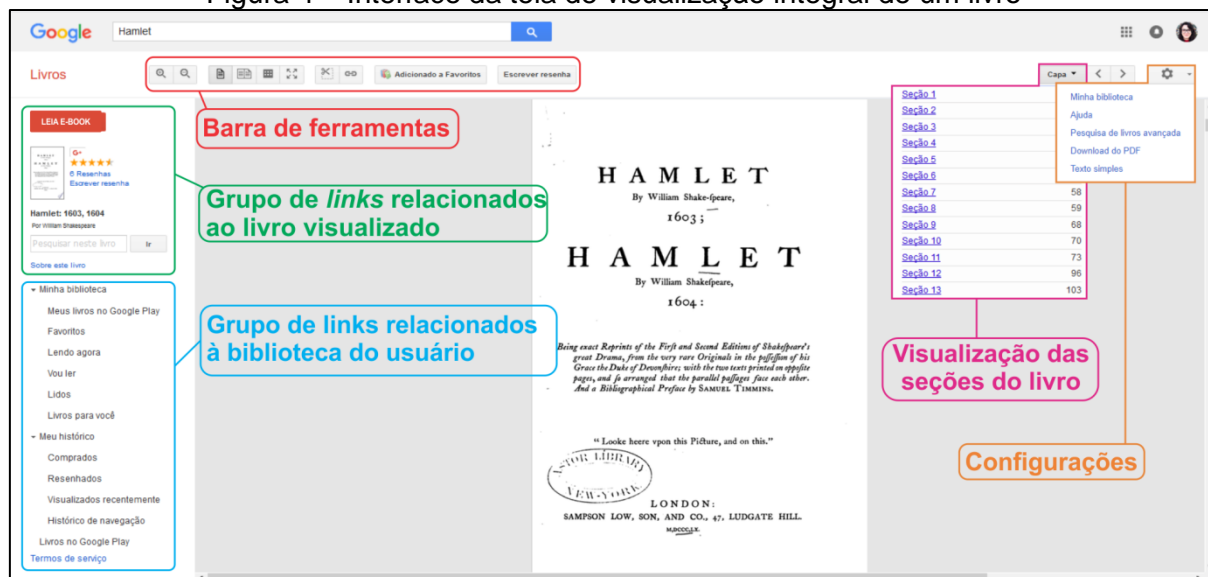 Figura 4 – Interface da tela de visualização integral de um livro
Google
Hamlet
Livros
Adicionado a Favoritos
Escrever resenha
Capa
Barra de ferramentas
LEIA E-BOOK
G+
6 Resenhas
Escrever resenha
Hamlet: 1603, 1604
Por William Shakespeare
Pesquisar neste livro
Ir
Sobre este livro
Grupo de links relacionados
ao livro visualizado
Minha biblioteca
Meus livros no Google Play
Favoritos
Lendo agora
Vou ler
Lidos
Livros para você
Meu histórico
Comprados
Resenhados
Visualizados recentemente
Histórico de navegação
Livros no Google Play
Termos de serviço
Grupo de links relacionados
à biblioteca do usuário
HAMLET
By William Shake-ſpeare,
1603;
HAMLET
By William Shakeſpeare,
1604:
Being exact Reprints of the Firſt and Second Editions of Shakeſpeare's
great Drama, from the very rare Originals in the poſſeſſion of his
Grace the Duke of Devonſhire; with the two texts printed on oppoſite
pages, and ſo arranged that the parallel paſſages face each other.
And a Bibliographical Preface by SAMUEL TIMMINS.
“ Looke heere vpon this Picture, and on this.”
ASTOR LIBRARY
NEW-YORK
LONDON:
SAMPSON LOW, SON, AND CO., 47, LUDGATE HILL.
M.DCCC.LX.
Seção 1
Seção 2
Seção 3
Seção 4
Seção 5
Seção 6
Seção 7 58
Seção 8 59
Seção 9 68
Seção 10 70
Seção 11 73
Seção 12 96
Seção 13 103
Minha biblioteca
Ajuda
Pesquisa de livros avançada
Download do PDF
Texto simples
Visualização das
seções do livro
Configurações